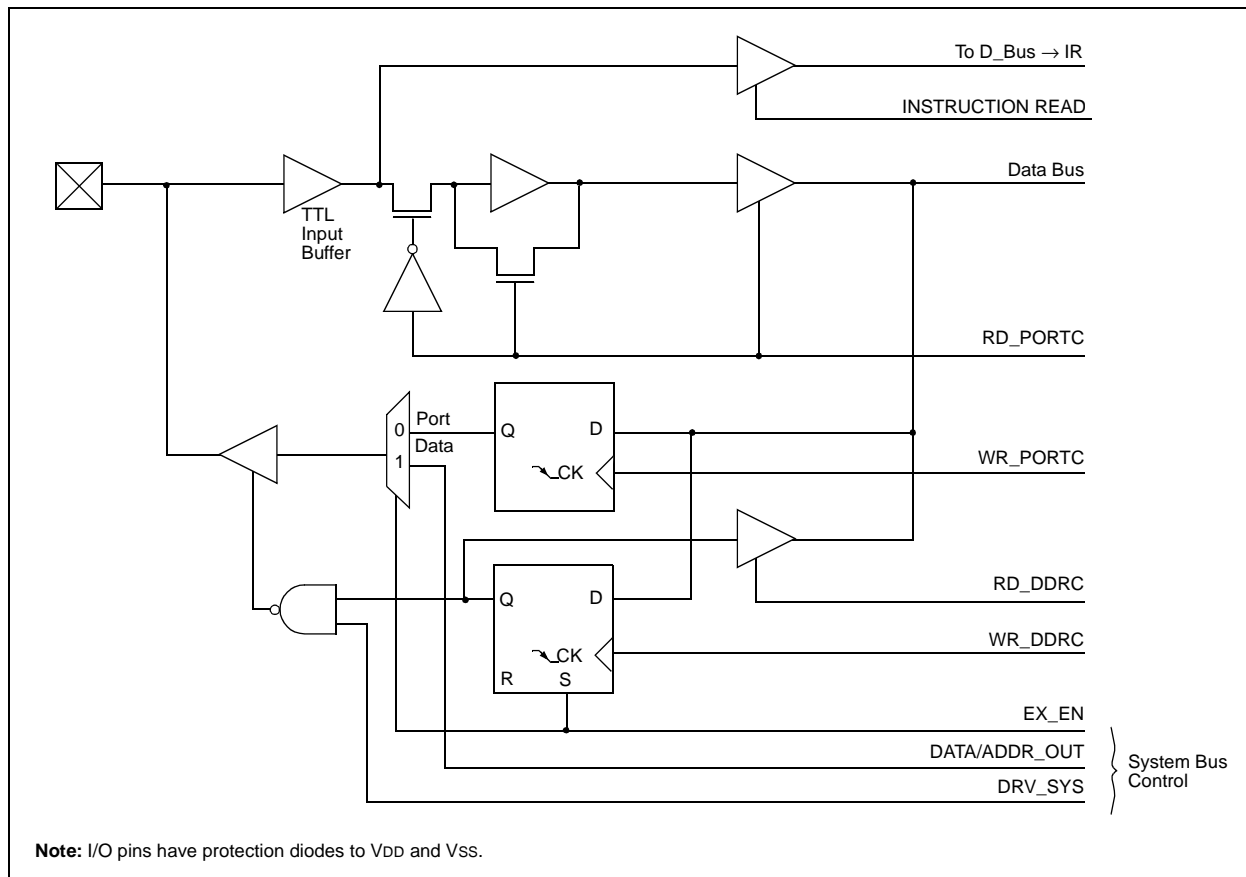 To D_Bus → IR
INSTRUCTION READ
Data Bus
TTL
Input
Buffer
RD_PORTC
0
Port
Data
1
Q
D
CK
WR_PORTC
Q
D
CK
R
S
RD_DDRC
WR_DDRC
EX_EN
DATA/ADDR_OUT
DRV_SYS
System Bus
Control
Note: I/O pins have protection diodes to VDD and VSS.